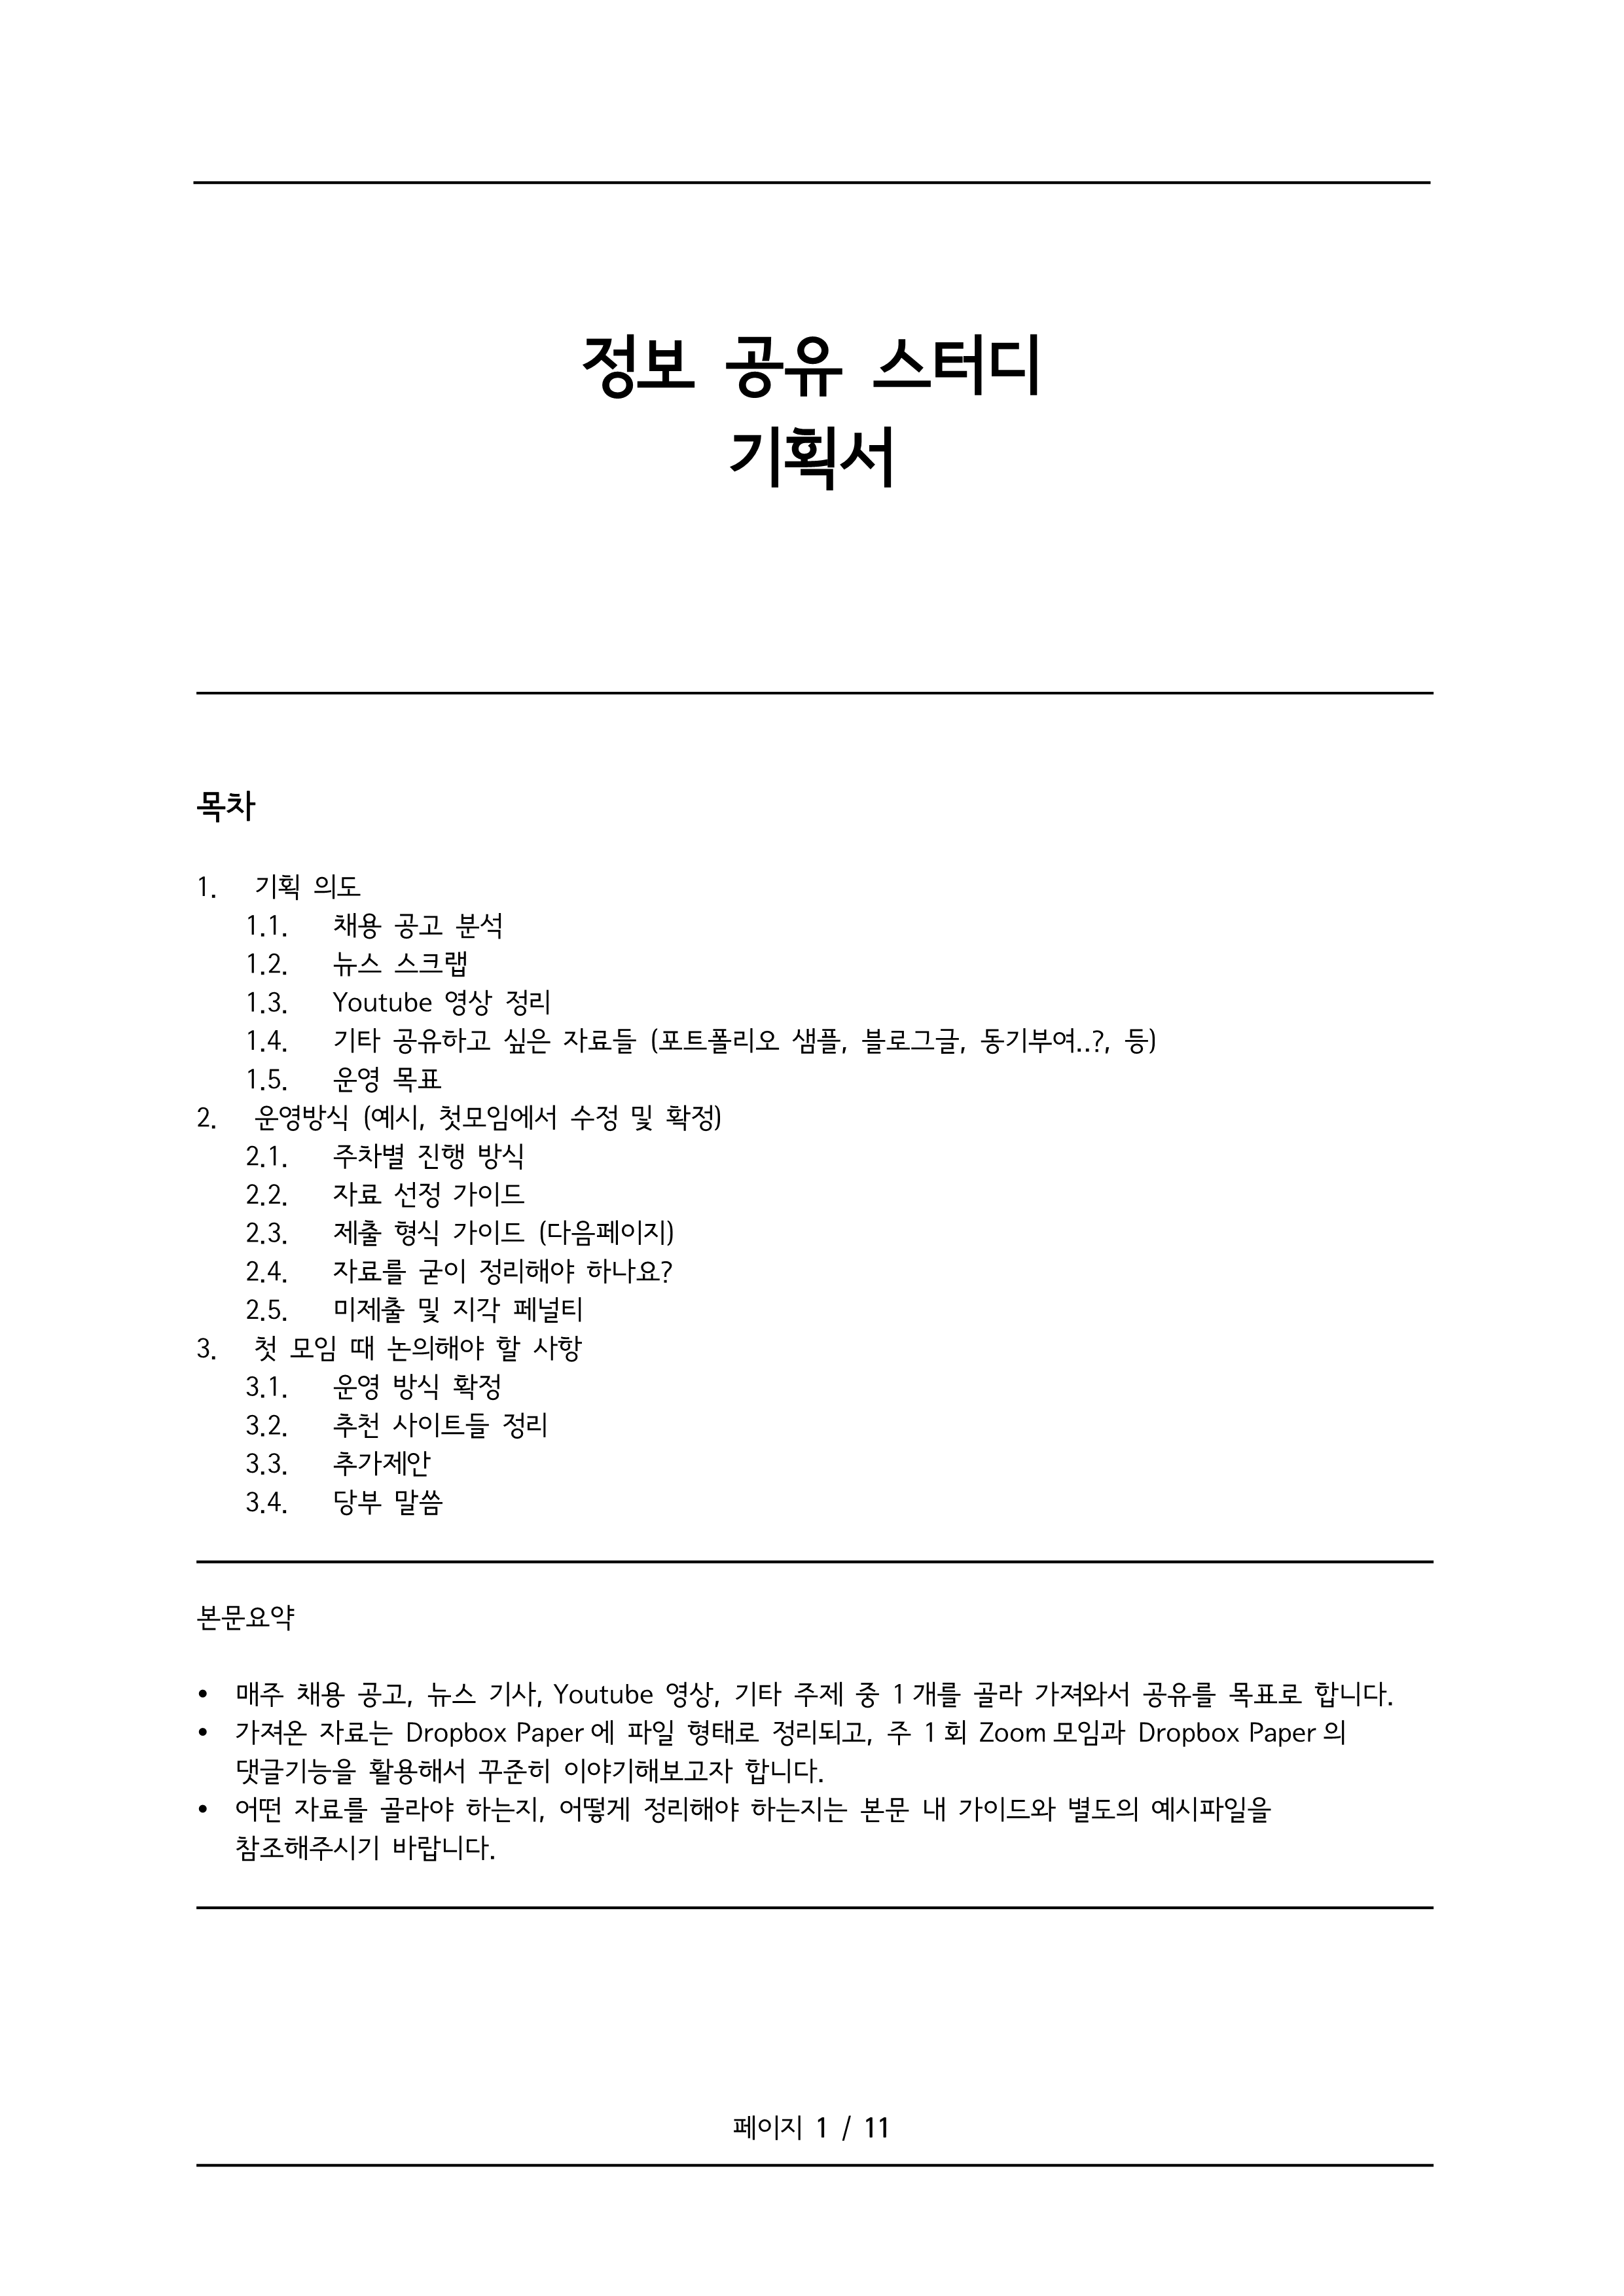 정보 공유 스터디
기획서
목차
1. 기획 의도
1.1. 채용 공고 분석
1.2. 뉴스 스크랩
1.3. Youtube 영상 정리
1.4. 기타 공유하고 싶은 자료들 (포트폴리오 샘플, 블로그글, 동기부여..?, 등)
1.5. 운영 목표
2. 운영방식 (예시, 첫모임에서 수정 및 확정)
2.1. 주차별 진행 방식
2.2. 자료 선정 가이드
2.3. 제출 형식 가이드 (다음페이지)
2.4. 자료를 굳이 정리해야 하나요?
2.5. 미제출 및 지각 페널티
3. 첫 모임 때 논의해야 할 사항
3.1. 운영 방식 확정
3.2. 추천 사이트들 정리
3.3. 추가제안
3.4. 당부 말씀
본문요약
• 매주 채용 공고, 뉴스 기사, Youtube 영상, 기타 주제 중 1개를 골라 가져와서 공유를 목표로 합니다.
• 가져온 자료는 Dropbox Paper에 파일 형태로 정리되고, 주 1회 Zoom 모임과 Dropbox Paper의
댓글기능을 활용해서 꾸준히 이야기해보고자 합니다.
• 어떤 자료를 골라야 하는지, 어떻게 정리해야 하는지는 본문 내 가이드와 별도의 예시파일을
참조해주시기 바랍니다.
페이지 1 / 11